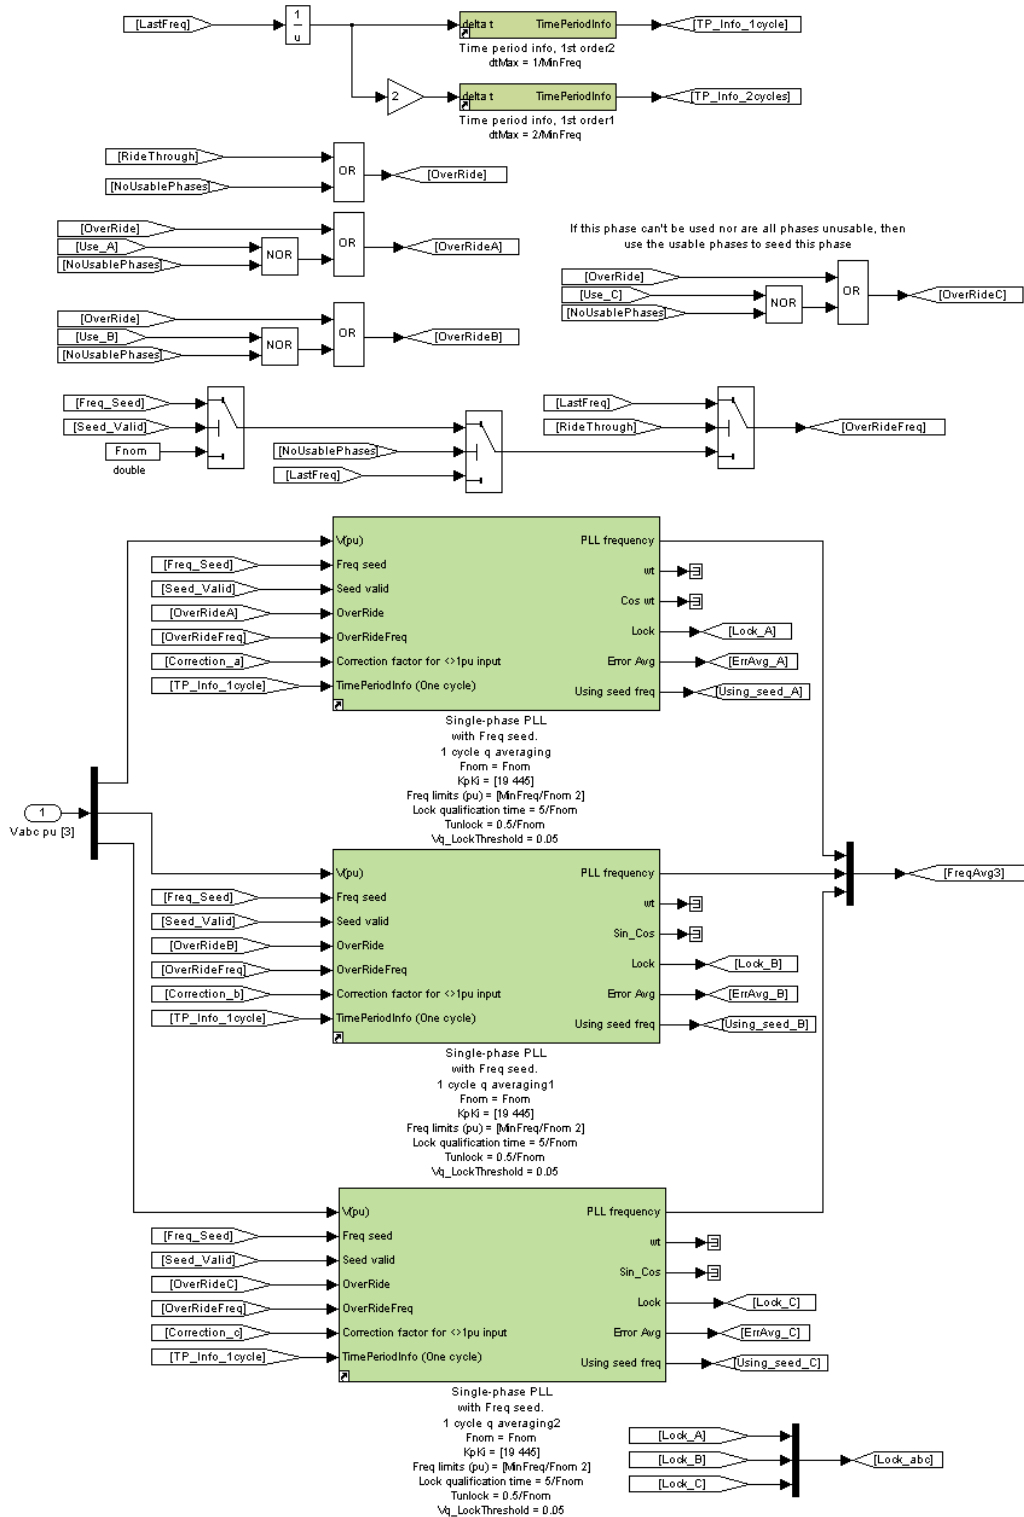 [LastFreq]
1
u
delta t TimePeriodInfo
[TP_Info_1cycle]
Time period info, 1st order2
dtMax = 1/MinFreq
2
delta t TimePeriodInfo
[TP_Info_2cycles]
Time period info, 1st order1
dtMax = 2/MinFreq
[RideThrough]
[NoUsablePhases]
OR
[OverRide]
[OverRide]
[Use_A]
[NoUsablePhases]
NOR
OR
[OverRideA]
If this phase can't be used nor are all phases unusable, then
use the usable phases to seed this phase
[OverRide]
[Use_C]
[NoUsablePhases]
NOR
OR
[OverRideC]
[OverRide]
[Use_B]
[NoUsablePhases]
NOR
OR
[OverRideB]
[Freq_Seed]
[Seed_Valid]
Fnom
double
[NoUsablePhases]
[LastFreq]
[LastFreq]
[RideThrough]
[OverRideFreq]
1
Vabc pu [3]
[Freq_Seed]
[Seed_Valid]
[OverRideA]
[OverRideFreq]
[Correction_a]
[TP_Info_1cycle]
V(pu) PLL frequency
Freq seed wt
Seed valid Cos wt
OverRide Lock
OverRideFreq Error Avg
Correction factor for <>1pu input
TimePeriodInfo (One cycle) Using seed freq
[Lock_A]
[ErrAvg_A]
[Using_seed_A]
Single-phase PLL
with Freq seed.
1 cycle q averaging
Fnom = Fnom
KpKi = [19 445]
Freq limits (pu) = [MinFreq/Fnom 2]
Lock qualification time = 5/Fnom
Tunlock = 0.5/Fnom
Vq_LockThreshold = 0.05
[Freq_Seed]
[Seed_Valid]
[OverRideB]
[OverRideFreq]
[Correction_b]
[TP_Info_1cycle]
V(pu) PLL frequency
Freq seed wt
Seed valid Sin_Cos
OverRide Lock
OverRideFreq Error Avg
Correction factor for <>1pu input
TimePeriodInfo (One cycle) Using seed freq
[Lock_B]
[ErrAvg_B]
[Using_seed_B]
[FreqAvg3]
Single-phase PLL
with Freq seed.
1 cycle q averaging1
Fnom = Fnom
KpKi = [19 445]
Freq limits (pu) = [MinFreq/Fnom 2]
Lock qualification time = 5/Fnom
Tunlock = 0.5/Fnom
Vq_LockThreshold = 0.05
[Freq_Seed]
[Seed_Valid]
[OverRideC]
[OverRideFreq]
[Correction_c]
[TP_Info_1cycle]
V(pu) PLL frequency
Freq seed wt
Seed valid Sin_Cos
OverRide Lock
OverRideFreq Error Avg
Correction factor for <>1pu input
TimePeriodInfo (One cycle) Using seed freq
[Lock_C]
[ErrAvg_C]
[Using_seed_C]
Single-phase PLL
with Freq seed.
1 cycle q averaging2
Fnom = Fnom
KpKi = [19 445]
Freq limits (pu) = [MinFreq/Fnom 2]
Lock qualification time = 5/Fnom
Tunlock = 0.5/Fnom
Vq_LockThreshold = 0.05
[Lock_A]
[Lock_B]
[Lock_C]
[Lock_abc]